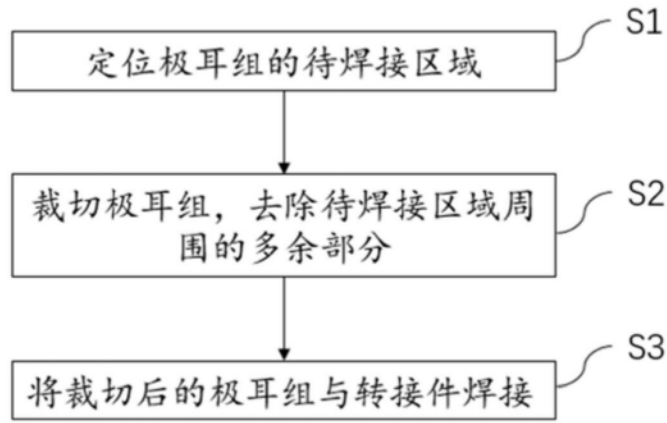 S1
定位极耳组的待焊接区域
S2
裁切极耳组，去除待焊接区域周
围的多余部分
S3
将裁切后的极耳组与转接件焊接